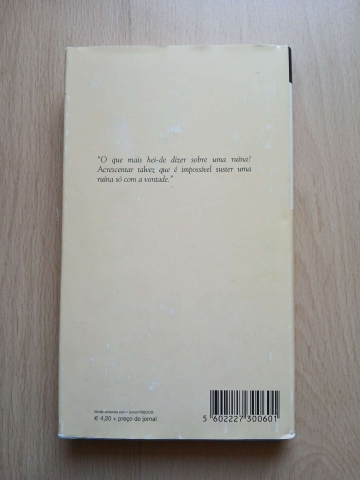 "O que mais hei-de dizer sobre uma ruína?
Acrescentar talvez que é impossível suster uma
ruína só com a vontade."
€ 4,20 + preço do jornal
5 602227 300601